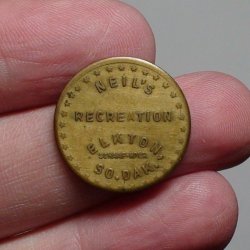 NEIL'S
RECREATION
ELKTON,
SO. DAK.